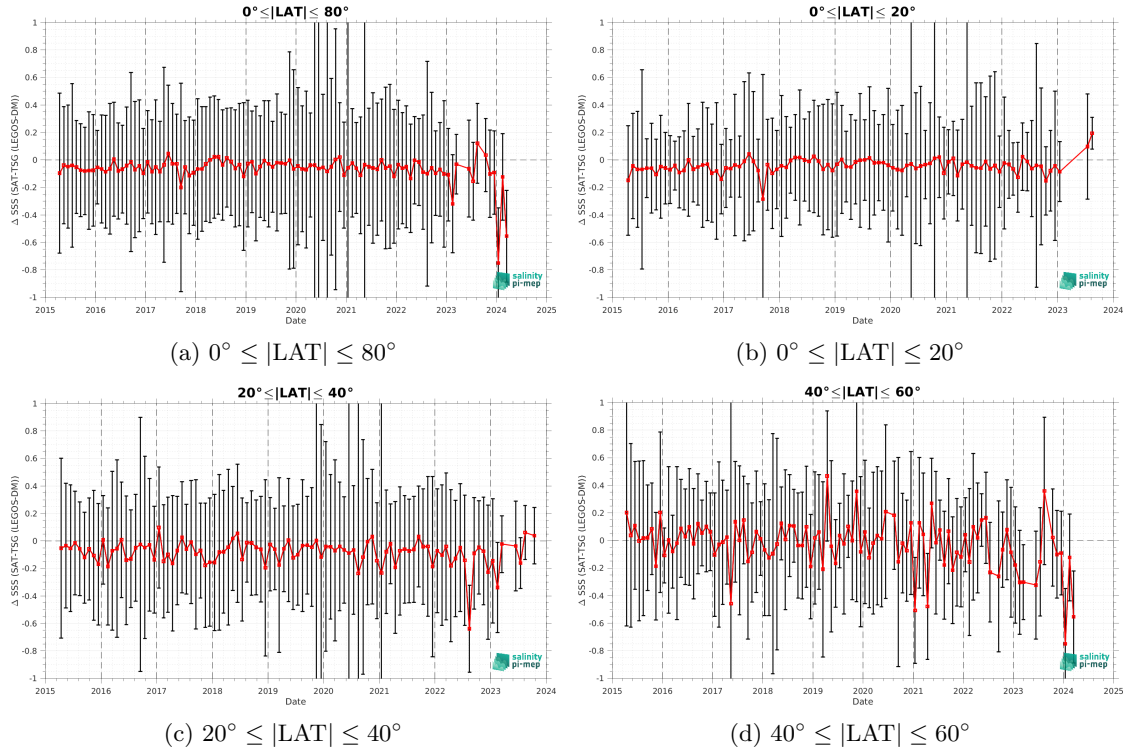 0°≤|LAT|≤ 80°
Δ SSS (SAT-TSG (LEGOS-DM))
1
0.8
0.6
0.4
0.2
0
-0.2
-0.4
-0.6
-0.8
-1
2015 2016 2017 2018 2019 2020 2021 2022 2023 2024 2025
Date
salinity
pi-mep
(a) 0° ≤ |LAT| ≤ 80°
0°≤|LAT|≤ 20°
Δ SSS (SAT-TSG (LEGOS-DM))
1
0.8
0.6
0.4
0.2
0
-0.2
-0.4
-0.6
-0.8
-1
2015 2016 2017 2018 2019 2020 2021 2022 2023 2024
Date
salinity
pi-mep
(b) 0° ≤ |LAT| ≤ 20°
20°≤|LAT|≤ 40°
Δ SSS (SAT-TSG (LEGOS-DM))
1
0.8
0.6
0.4
0.2
0
-0.2
-0.4
-0.6
-0.8
-1
2015 2016 2017 2018 2019 2020 2021 2022 2023 2024
Date
salinity
pi-mep
(c) 20° ≤ |LAT| ≤ 40°
40°≤|LAT|≤ 60°
Δ SSS (SAT-TSG (LEGOS-DM))
1
0.8
0.6
0.4
0.2
0
-0.2
-0.4
-0.6
-0.8
-1
2015 2016 2017 2018 2019 2020 2021 2022 2023 2024 2025
Date
salinity
pi-mep
(d) 40° ≤ |LAT| ≤ 60°